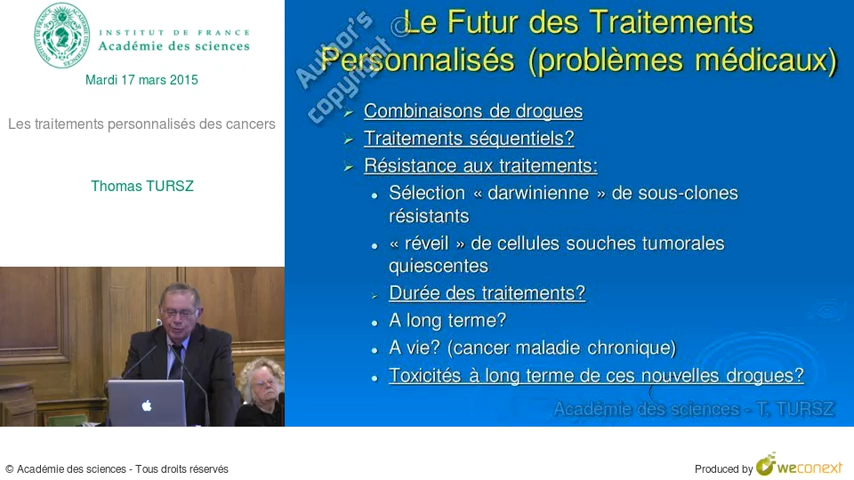 INSTITUT DE FRANCE
Académie des sciences
Mardi 17 mars 2015
Les traitements personnalisés des cancers
Thomas TURSZ
Author's
copyright ©
Le Futur des Traitements
Personnalisés (problèmes médicaux)
Combinaisons de drogues
Traitements séquentiels?
Résistance aux traitements:
Sélection « darwinienne » de sous-clones
résistants
« réveil » de cellules souches tumorales
quiescentes
Durée des traitements?
A long terme?
A vie? (cancer maladie chronique)
Toxicités à long terme de ces nouvelles drogues?
Académie des sciences - T, TURSZ
© Académie des sciences - Tous droits réservés
Produced by weconext